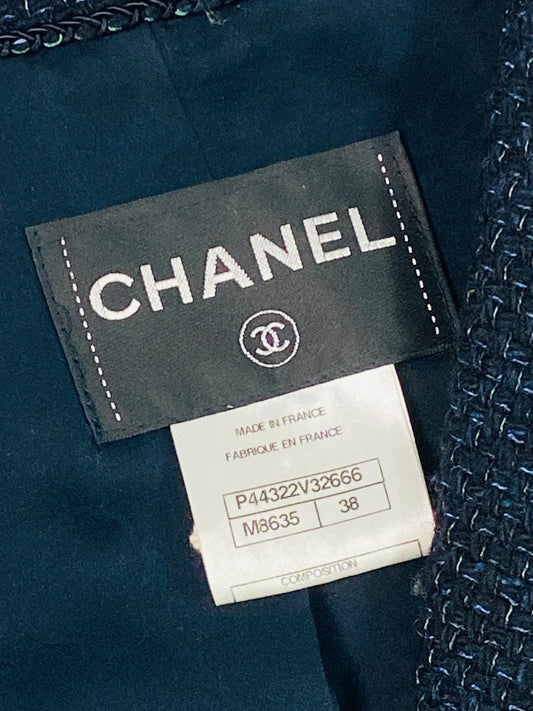 CHANEL
MADE IN FRANCE
FABRIQUE EN FRANCE
P44322V32666
M8635 38
COMPOSITION